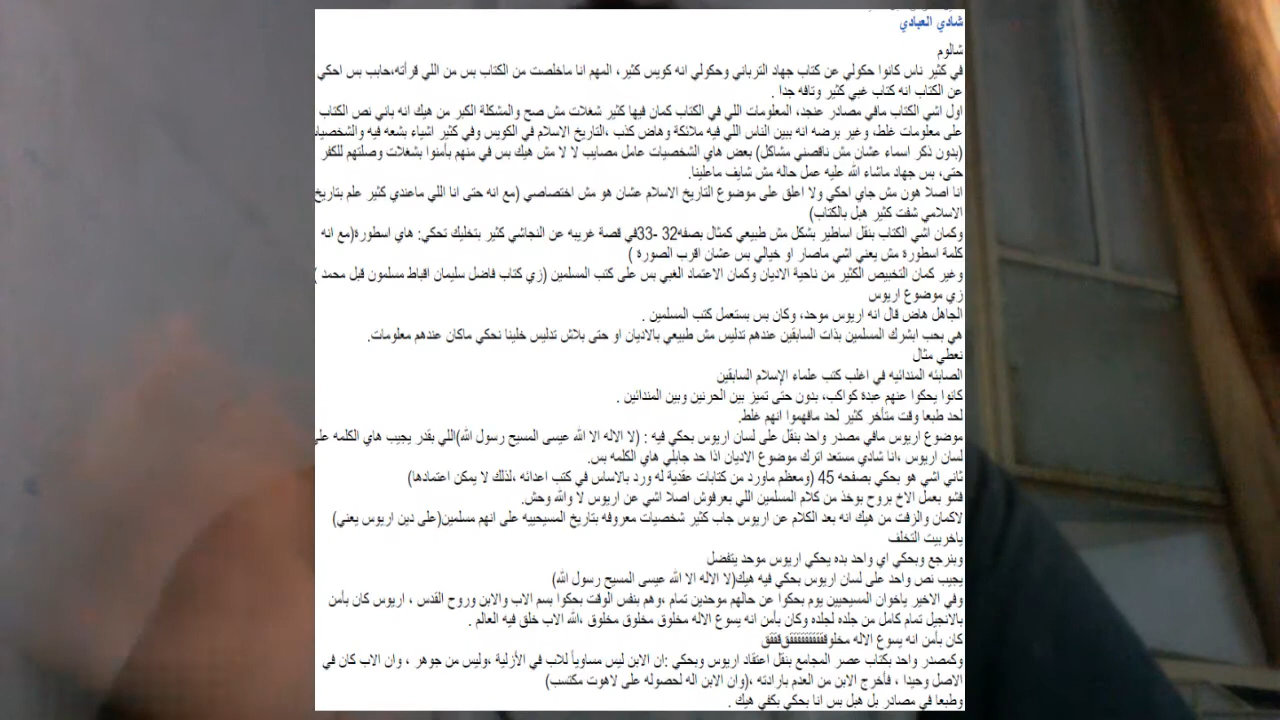 شادي العبادي
شالوم
في كثير ناس كانوا حكولي عن كتاب جهاد الترباني وحكولي انه كويس كثير، المهم انا ماخلصت من الكتاب بس من اللي قرأته،حابب بس احكي
عن الكتاب انه كتاب غبي كثير وتافه جدا .
اول اشي الكتاب مافي مصادر عنجد، المعلومات اللي في الكتاب كمان فيها كثير شغلات مش صح والمشكلة الكبر من هيك انه باني نص الكتاب
على معلومات غلط، وغير برضه انه ببين الناس اللي فيه ملائكة وهاض كذب ،التاريخ الاسلام في الكويس وفي كثير اشياء بشعه فيه والشخصيات
(بدون ذكر اسماء عشان مش ناقصني مشاكل) بعض هاي الشخصيات عامل مصايب لا لا مش هيك بس في منهم بأمنوا بشغلات وصلتهم للكفر
حتى، بس جهاد ماشاء الله عليه عمل حاله مش شايف ماعلينا.
انا اصلا هون مش جاي احكي ولا اعلق على موضوع التاريخ الاسلام عشان هو مش اختصاصي (مع انه حتى انا اللي ماعندي كثير علم بتاريخ
الاسلامي شفت كثير هبل بالكتاب)
وكمان اشي الكتاب بنقل اساطير بشكل مش طبيعي كمثال بصفه32 -33في قصة غريبه عن النجاشي كثير بتخليك تحكي: هاي اسطورة(مع انه
كلمة اسطورة مش يعني اشي ماصار او خيالي بس عشان اقرب الصورة )
وغير كمان التخبيص الكثير من ناحية الاديان وكمان الاعتماد الغبي بس على كتب المسلمين (زي كتاب فاضل سليمان اقباط مسلمون قبل محمد )
زي موضوع اريوس
الجاهل هاض قال انه اريوس موحد، وكان بس بستعمل كتب المسلمين .
هي بحب ابشرك المسلمين بذات السابقين عندهم تدليس مش طبيعي بالاديان او حتى بلاش تدليس خلينا نحكي ماكان عندهم معلومات.
نعطي مثال
الصابئه المندائيه في اغلب كتب علماء الإسلام السابقين
كانوا يحكوا عنهم عبدة كواكب، بدون حتى تميز بين الحرنين وبين المندائين .
لحد طبعا وقت متأخر كثير لحد مافهموا انهم غلط.
موضوع اريوس مافي مصدر واحد بنقل على لسان اريوس بحكي فيه : (لا الاله الا الله عيسى المسيح رسول الله)اللي بقدر يجيب هاي الكلمه على
لسان اريوس ،انا شادي مستعد اترك موضوع الاديان اذا حد جابلي هاي الكلمه بس.
ثاني اشي هو بحكي بصفحه 45 (ومعظم ماورد من كتابات عقدية له ورد بالاساس في كتب اعدائه ،لذلك لا يمكن اعتمادها)
فشو بعمل الاخ بروح بوخذ من كلام المسلمين اللي بعرفوش اصلا اشي عن اريوس لا والله وحش.
لاكمان والزفت من هيك انه بعد الكلام عن اريوس جاب كثير شخصيات معروفه بتاريخ المسيحييه على انهم مسلمين(على دين اريوس يعني)
ياخربيت التخلف
وبنرجع وبحكي اي واحد بده يحكي اريوس موحد يتفضل
يجيب نص واحد على لسان اريوس بحكي فيه هيك(لا الاله الا الله عيسى المسيح رسول الله)
وفي الاخير ياخوان المسيحيين يوم بحكوا عن حالهم موحدين تمام ،وهم بنفس الوقت بحكوا بسم الاب والابن وروح القدس ، اريوس كان بأمن
بالانجيل تمام كامل من جلده لجلده وكان بأمن انه يسوع الاله مخلوق مخلوق مخلوق ،الله الاب خلق فيه العالم .
كان بأمن انه يسوع الاله
وكمصدر واحد بكتاب عصر المجامع بنقل اعتقاد اريوس وبحكي :ان الابن ليس مساوياً للاب في الأزلية ،وليس من جوهر ، وان الاب كان في
الاصل وحيدا ، فأخرج الابن من العدم بارادته ،(وان الابن اله لحصوله على لاهوت مكتسب)
وطبعا في مصادر بل هبل بس انا بحكي بكفي هيك .